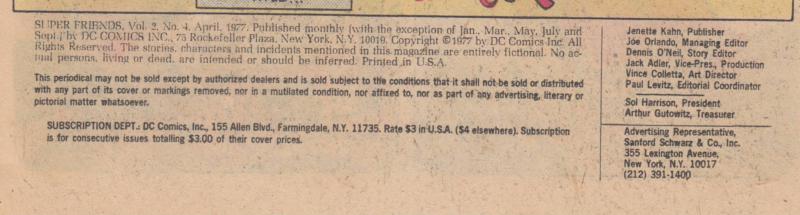 SUPER FRIENDS, Vol. 2, No. 4, April, 1977. Published monthly (with the exception of Jan., Mar., May, July and
Sept.) by DC COMICS INC., 75 Rockefeller Plaza, New York, N.Y. 10019. Copyright ©1977 by DC Comics Inc. All
Rights Reserved. The stories, characters and incidents mentioned in this magazine are entirely fictional. No ac-
tual persons, living or dead, are intended or should be inferred. Printed in U.S.A.
This periodical may not be sold except by authorized dealers and is sold subject to the conditions that it shall not be sold or distributed
with any part of its cover or markings removed, nor in a mutilated condition, nor affixed to, nor as part of any advertising, literary or
pictorial matter whatsoever.
SUBSCRIPTION DEPT.: DC Comics, Inc., 155 Allen Blvd., Farmingdale, N.Y. 11735. Rate $3 in U.S.A. ($4 elsewhere). Subscription
is for consecutive issues totalling $3.00 of their cover prices.
Jenette Kahn, Publisher
Joe Orlando, Managing Editor
Dennis O'Neil, Story Editor
Jack Adler, Vice-Pres., Production
Vince Colletta, Art Director
Paul Levitz, Editorial Coordinator
Sol Harrison, President
Arthur Gutowitz, Treasurer
Advertising Representative,
Sanford Schwarz & Co., Inc.
355 Lexington Avenue,
New York, N.Y. 10017
(212) 391-1400